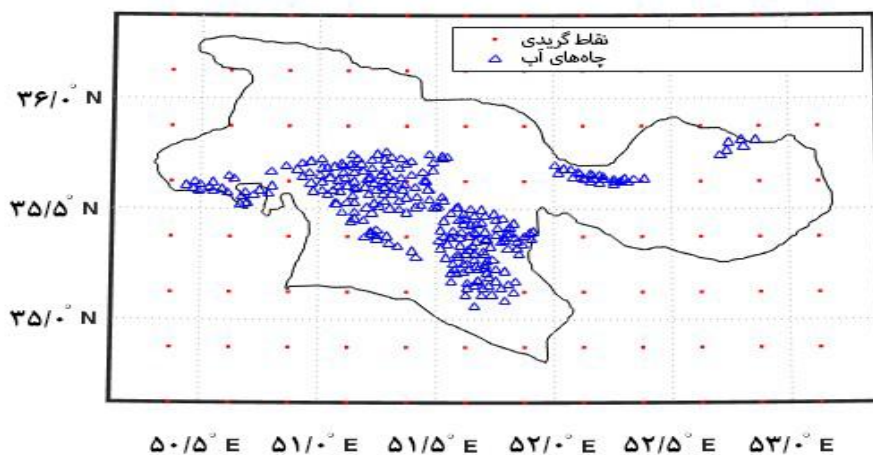 نقاط گریدی
چاه‌های آب
۳۶/۰° N
۳۵/۵° N
۳۵/۰° N
۵۰/۵° E ۵۱/۰° E ۵۱/۵° E ۵۲/۰° E ۵۲/۵° E ۵۳/۰° E